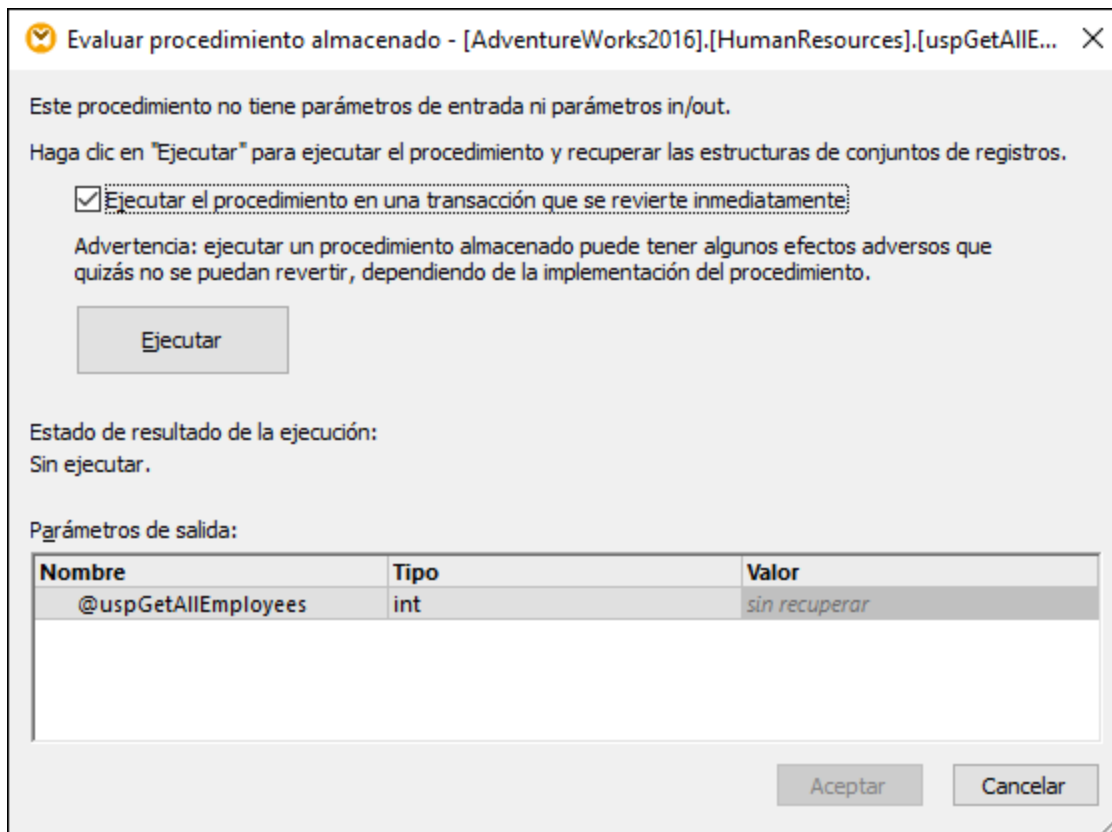 Evaluar procedimiento almacenado - [AdventureWorks2016].[HumanResources].[uspGetAllE...
Este procedimiento no tiene parámetros de entrada ni parámetros in/out.
Haga clic en "Ejecutar" para ejecutar el procedimiento y recuperar las estructuras de conjuntos de registros.
Ejecutar el procedimiento en una transacción que se revierte inmediatamente
Advertencia: ejecutar un procedimiento almacenado puede tener algunos efectos adversos que
quizás no se puedan revertir, dependiendo de la implementación del procedimiento.
Ejecutar
Estado de resultado de la ejecución:
Sin ejecutar.
Parámetros de salida:
Nombre Tipo Valor
@uspGetAllEmployees int sin recuperar
Aceptar Cancelar